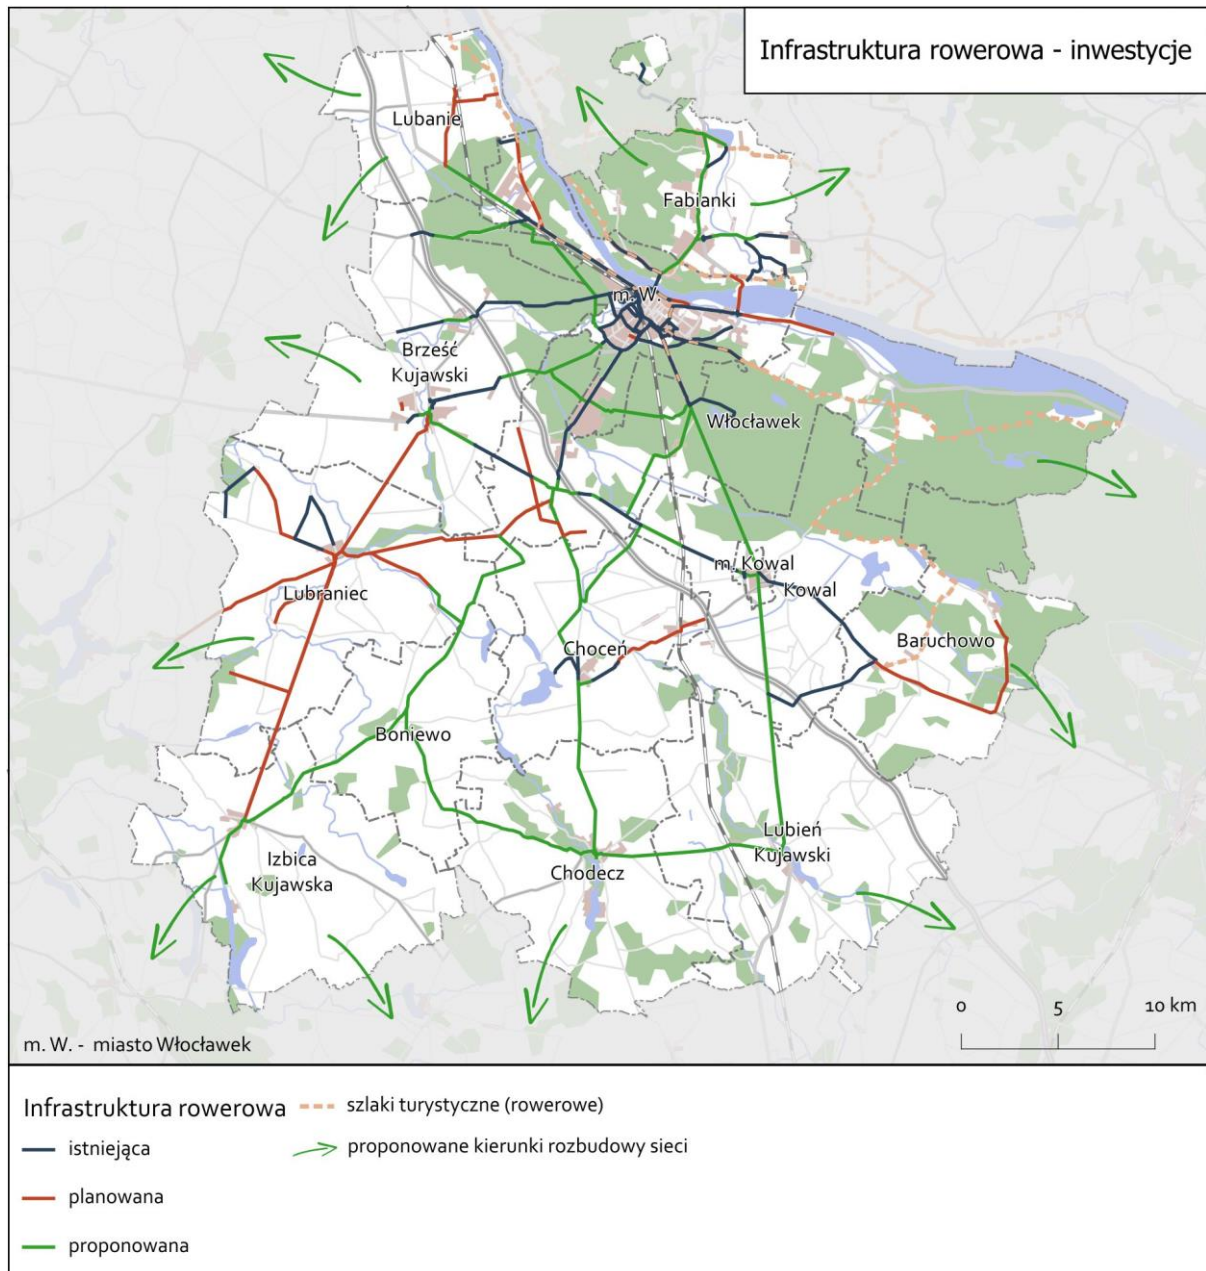 Infrastruktura rowerowa - inwestycje
Lubanie
Fabianki
m. W.
Brześć
Kujawski
Włocławek
m. Kowal
Kowal
Lubraniec
Baruchowo
Choceń
Boniewo
Lubień
Kujawski
Izbica
Kujawska
Chodecz
0 5 10 km
m. W. - miasto Włocławek
Infrastruktura rowerowa
szlaki turystyczne (rowerowe)
istniejąca
proponowane kierunki rozbudowy sieci
planowana
proponowana